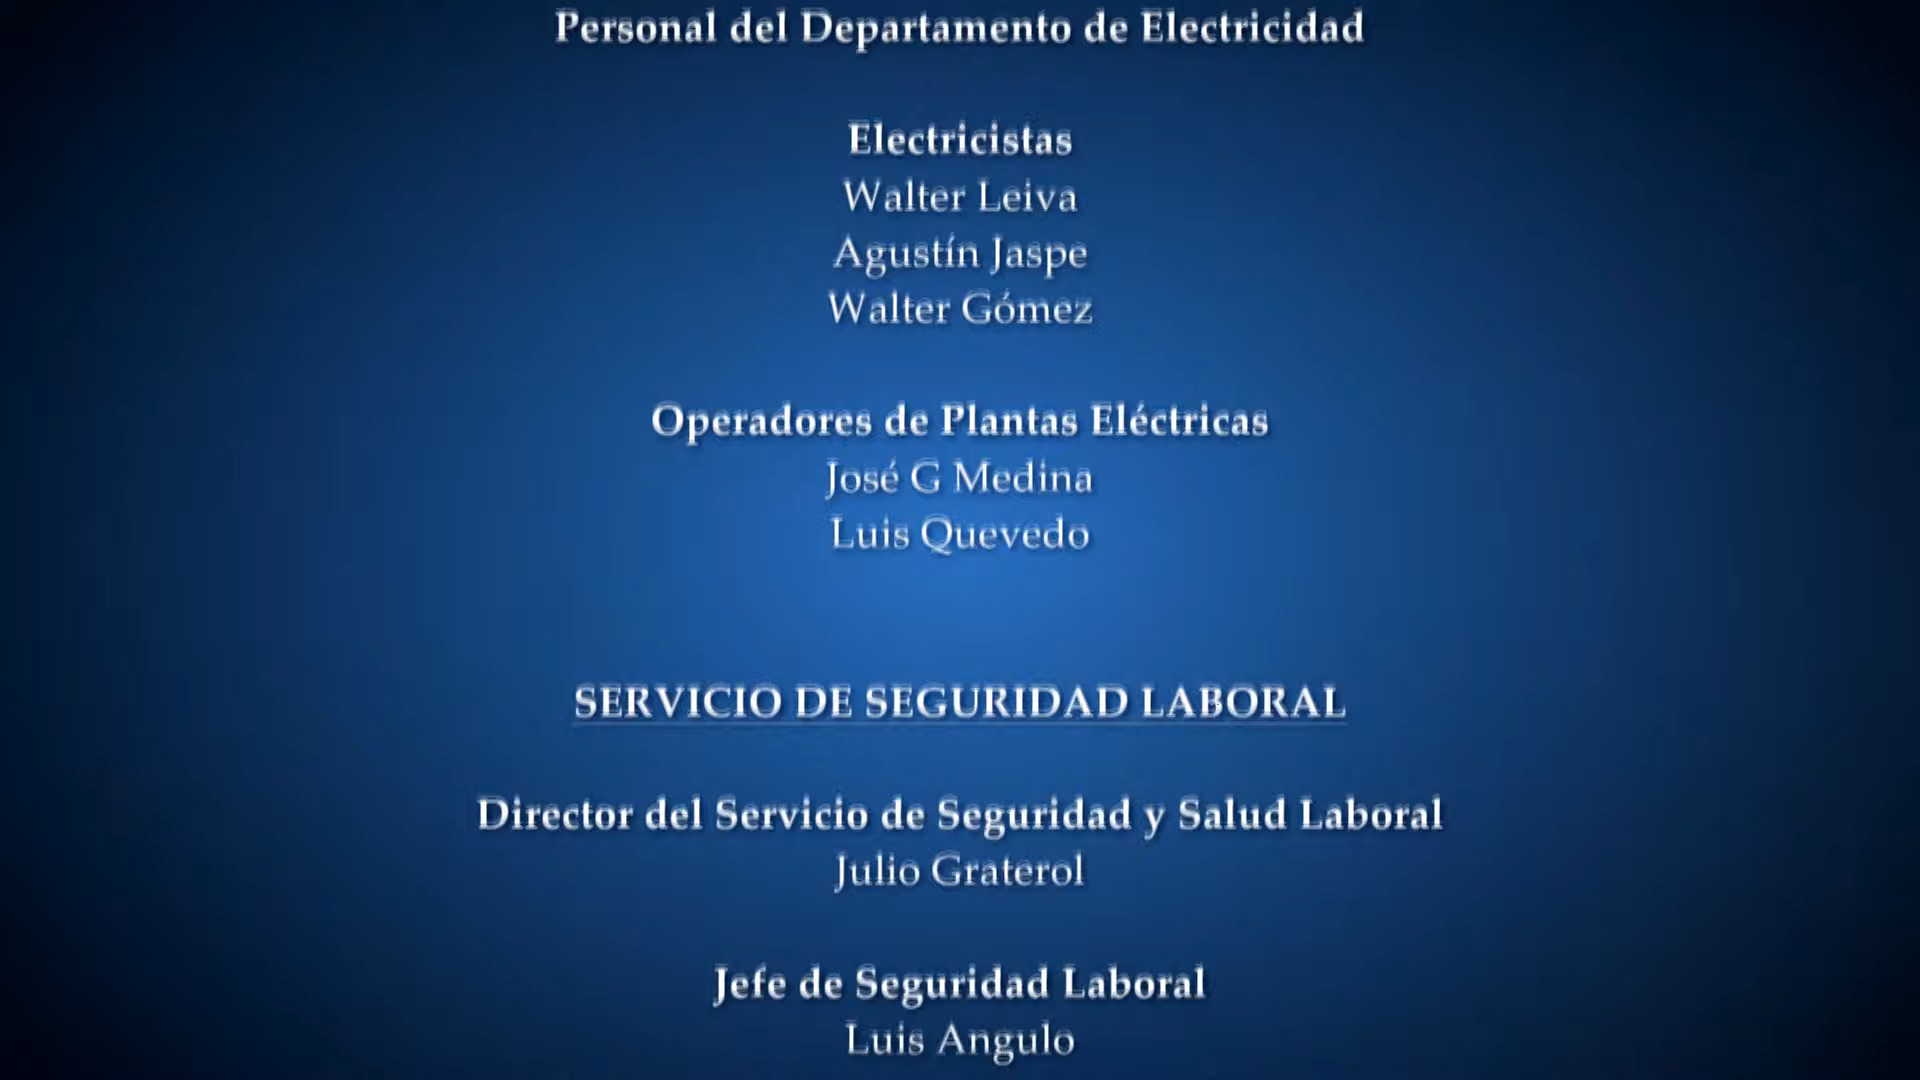 Personal del Departamento de Electricidad
Electricistas
Walter Leiva
Agustín Jaspe
Walter Gómez
Operadores de Plantas Eléctricas
José G Medina
Luis Quevedo
SERVICIO DE SEGURIDAD LABORAL
Director del Servicio de Seguridad y Salud Laboral
Julio Graterol
Jefe de Seguridad Laboral
Luis Angulo